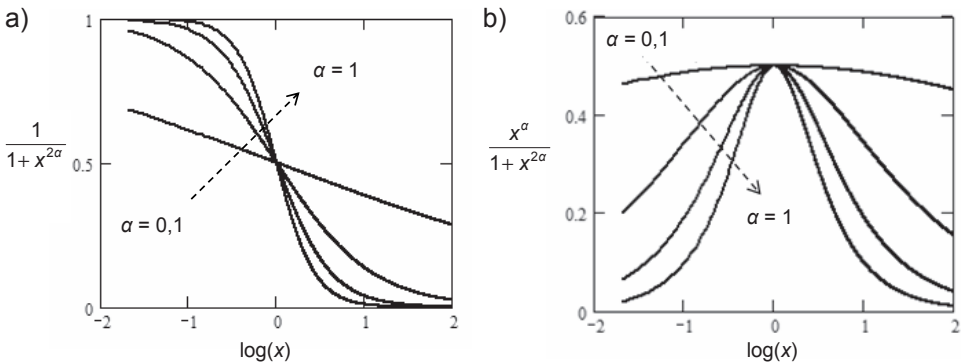 a)
1
1 + x^{2α}
1
0.5
0
−2
−1
0
1
2
log(x)
α = 1
α = 0,1
b)
x^α
1 + x^{2α}
0.6
0.4
0.2
0
−2
−1
0
1
2
log(x)
α = 0,1
α = 1